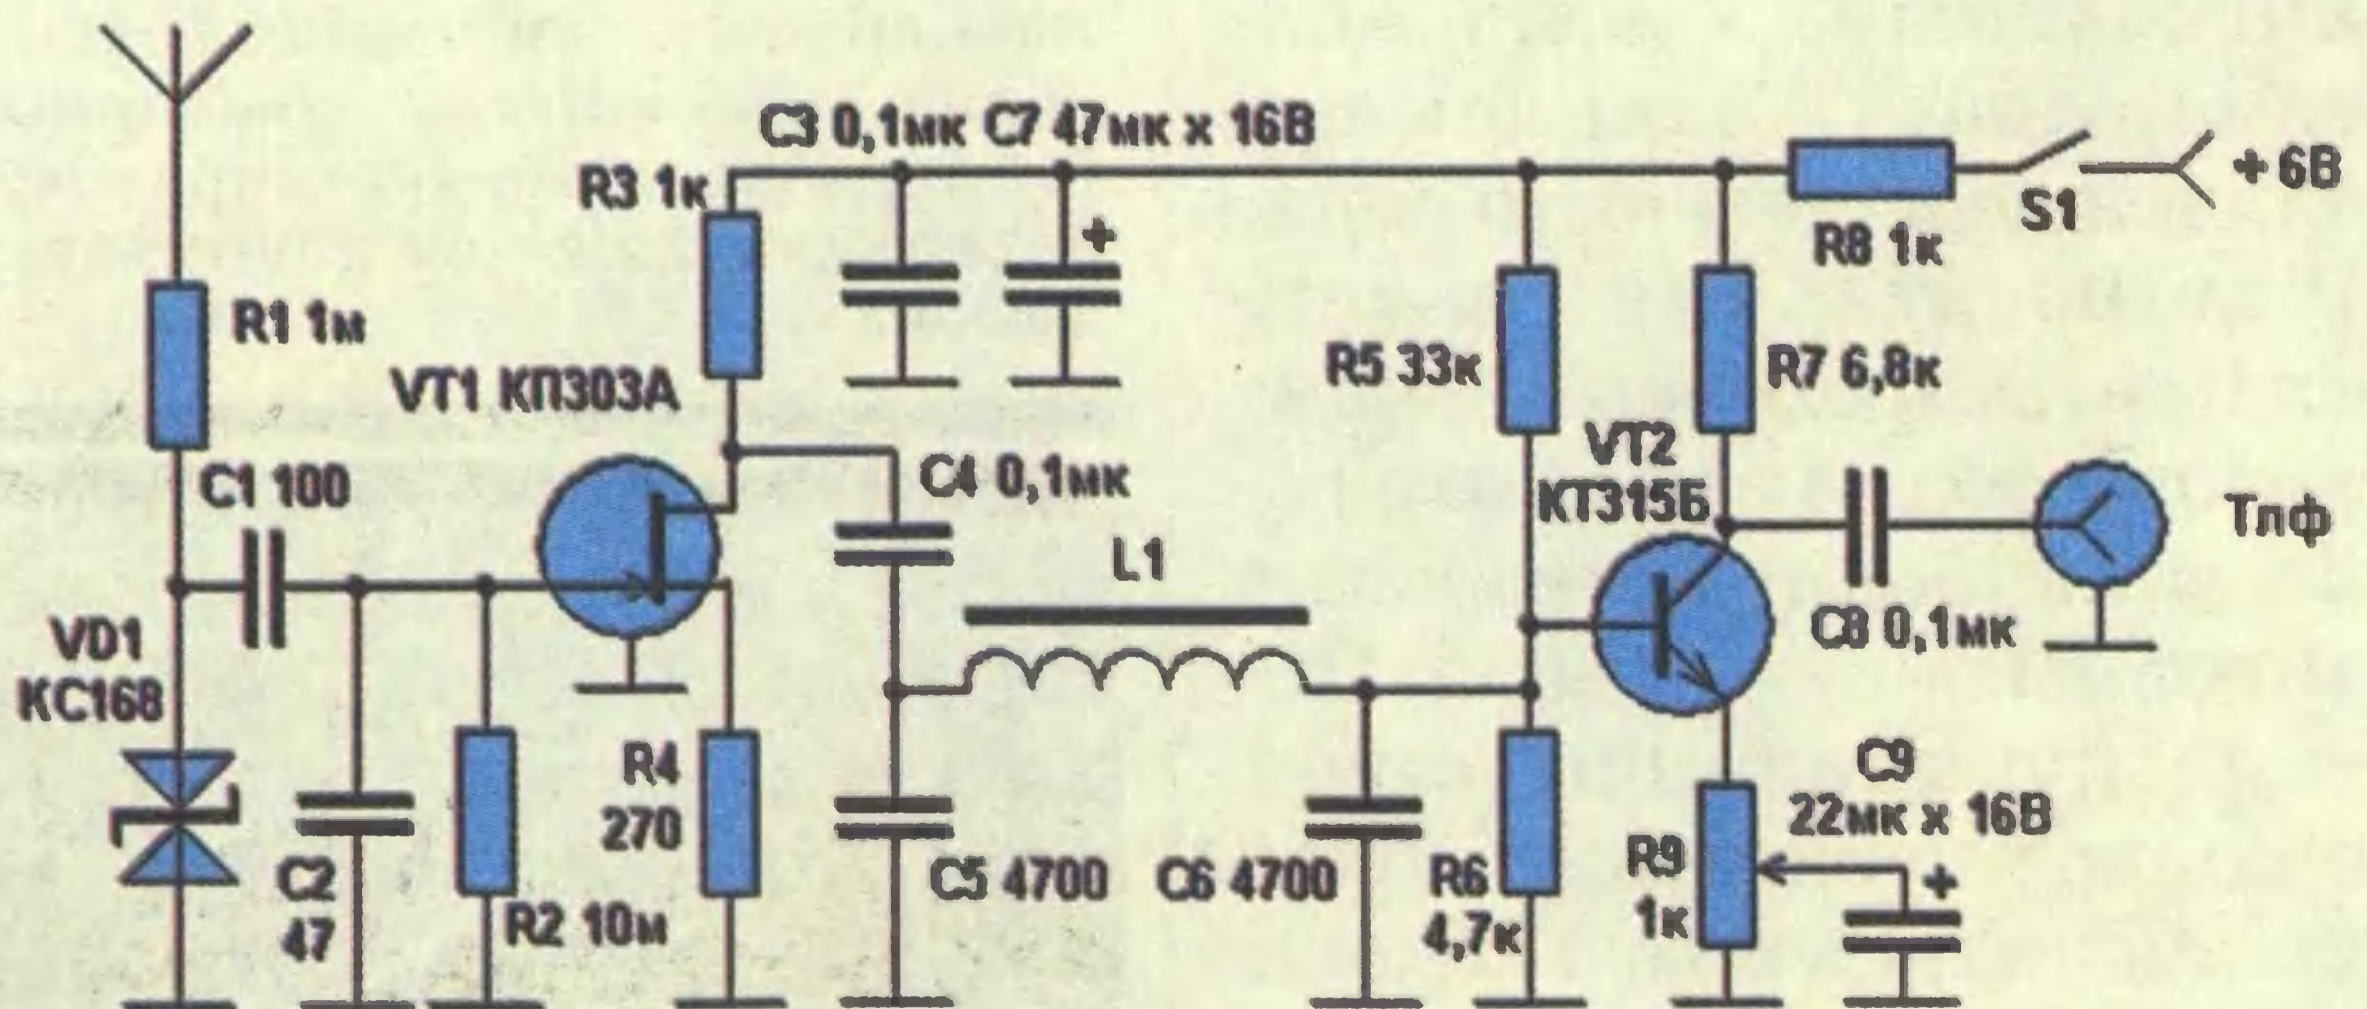 C3 0,1мк C7 47мк x 16В
R3 1к
+ 6В
S1
R8 1к
+
R1 1м
VT1 КП303А
R5 33к
R7 6,8к
C1 100
C4 0,1мк
VT2
КТ315Б
Тлф
L1
C8 0,1мк
VD1
КС168
R4
270
C9
22мк x 16В
C2
47
R2 10м
C5 4700
C6 4700
R6
4,7к
R9
1к
+